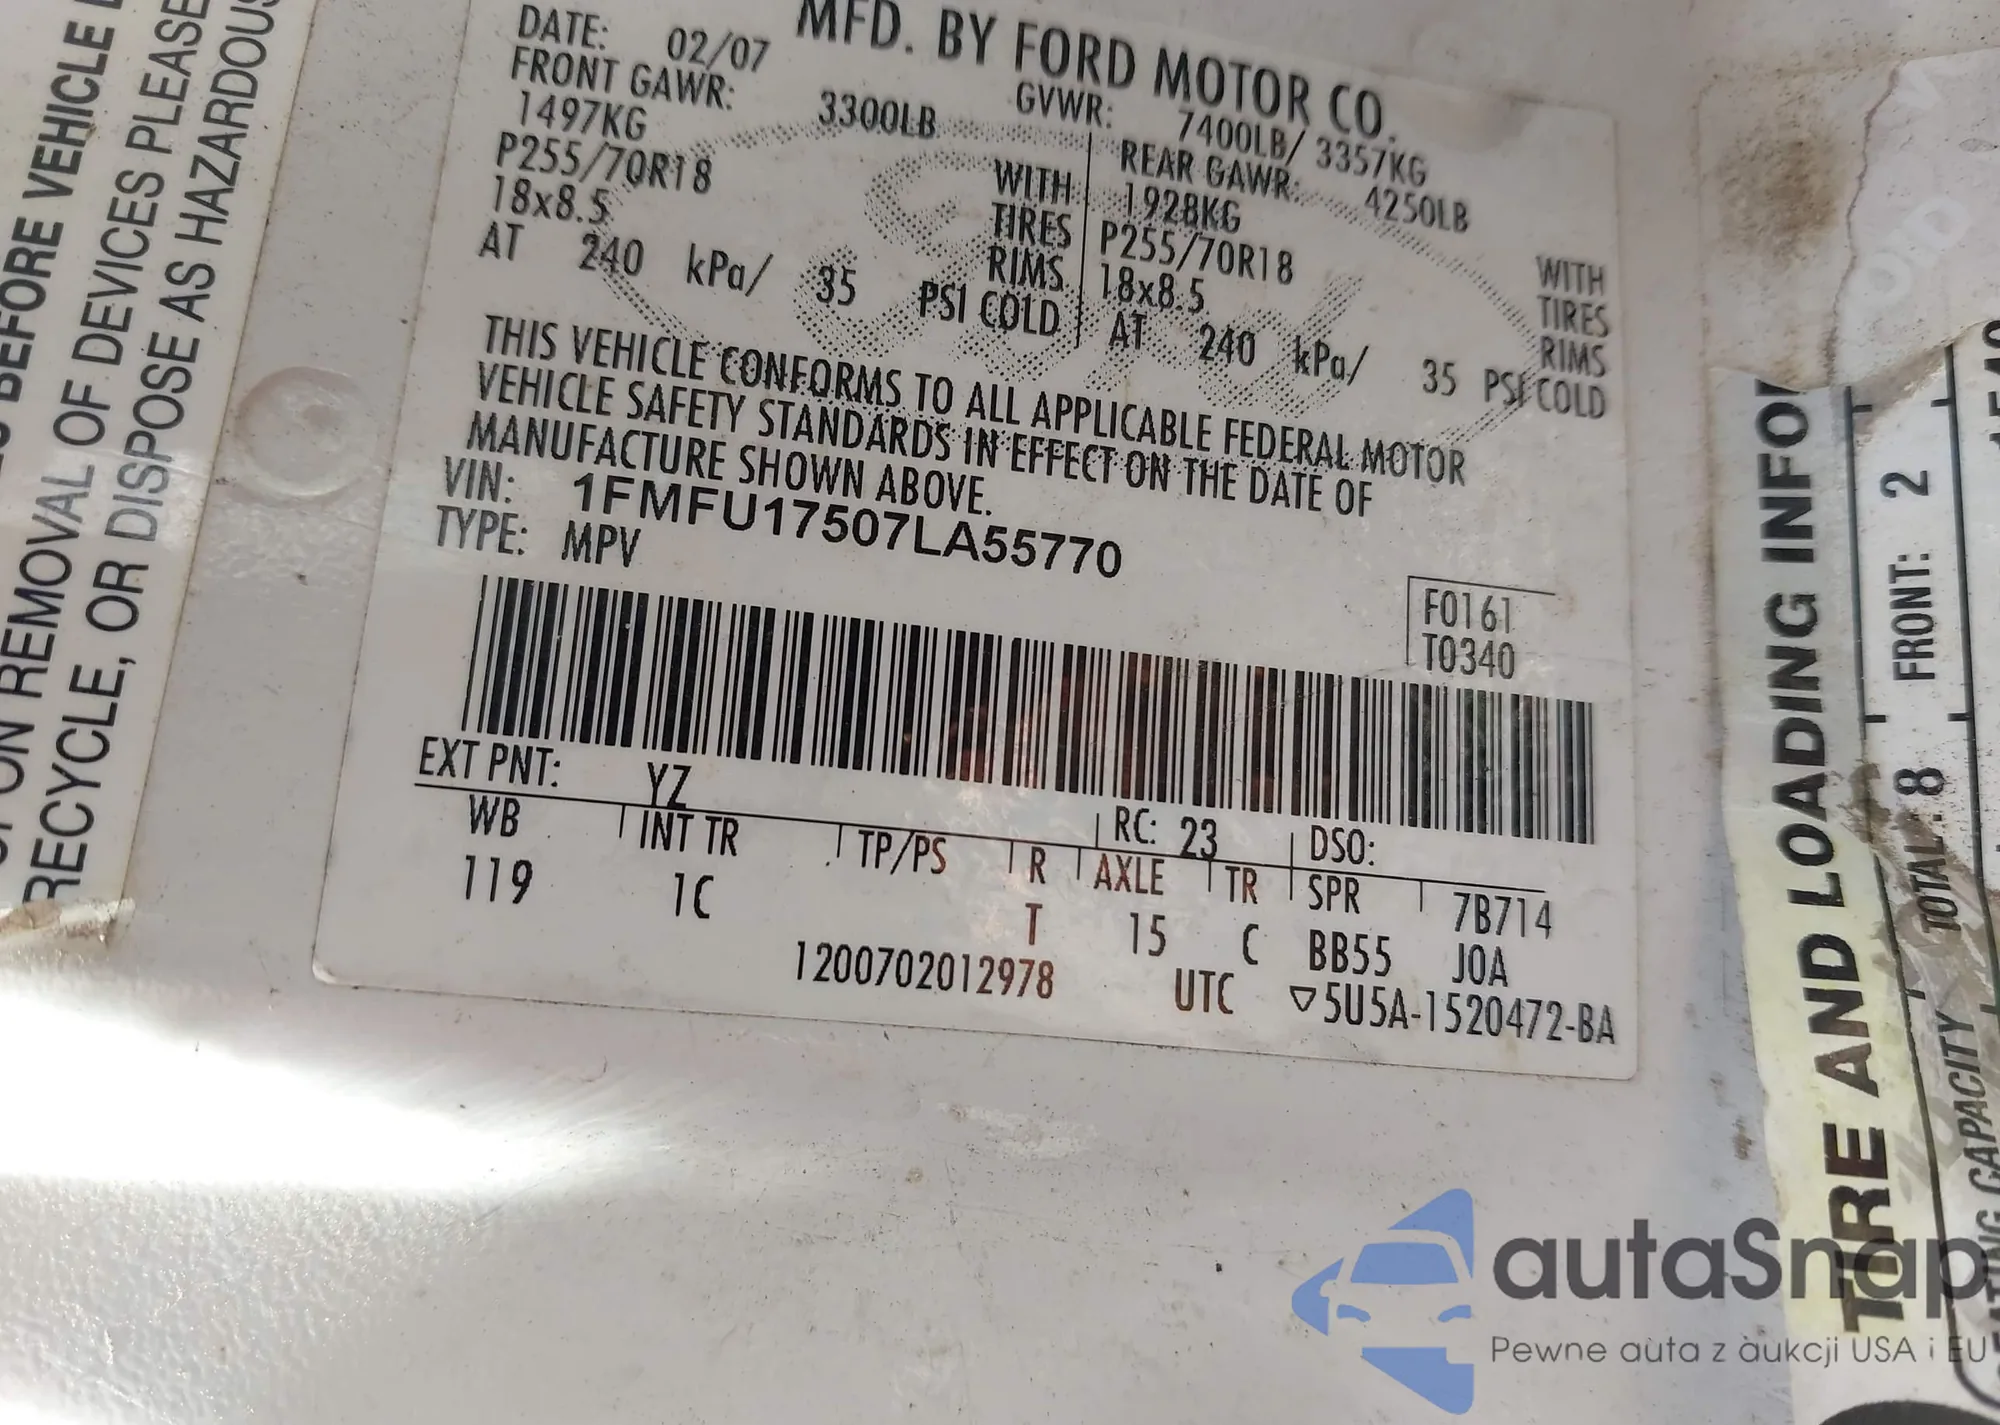 MFD. BY FORD MOTOR CO.
DATE: 02/07
GVWR: 7400LB/ 3357KG
FRONT GAWR: 3300LB
1497KG
P255/70R18
18x8.5
WITH
TIRES
RIMS
AT 240 kPa/ 35 PSI COLD
REAR GAWR: 4250LB
1928KG
P255/70R18
18x8.5
WITH
TIRES
RIMS
AT 240 kPa/ 35 PSI COLD
THIS VEHICLE CONFORMS TO ALL APPLICABLE FEDERAL MOTOR
VEHICLE SAFETY STANDARDS IN EFFECT ON THE DATE OF
MANUFACTURE SHOWN ABOVE.
VIN: 1FMFU17507LA55770
TYPE: MPV
F0161
T0340
EXT PNT: YZ RC: 23 DSO:
WB INT TR TP/PS R AXLE TR SPR 7B714
119 1C T 15 C BB55 JOA
1200702012978 UTC ▽5U5A-1520472-BA
BEFORE VEHICLE
ON REMOVAL OF DEVICES PLEASE
RECYCLE, OR DISPOSE AS HAZARDOUS
TIRE AND LOADING
TOTAL: 8 FRONT: 2
CAPACITY
autaSnap
Pewne auta z aukcji USA i EU